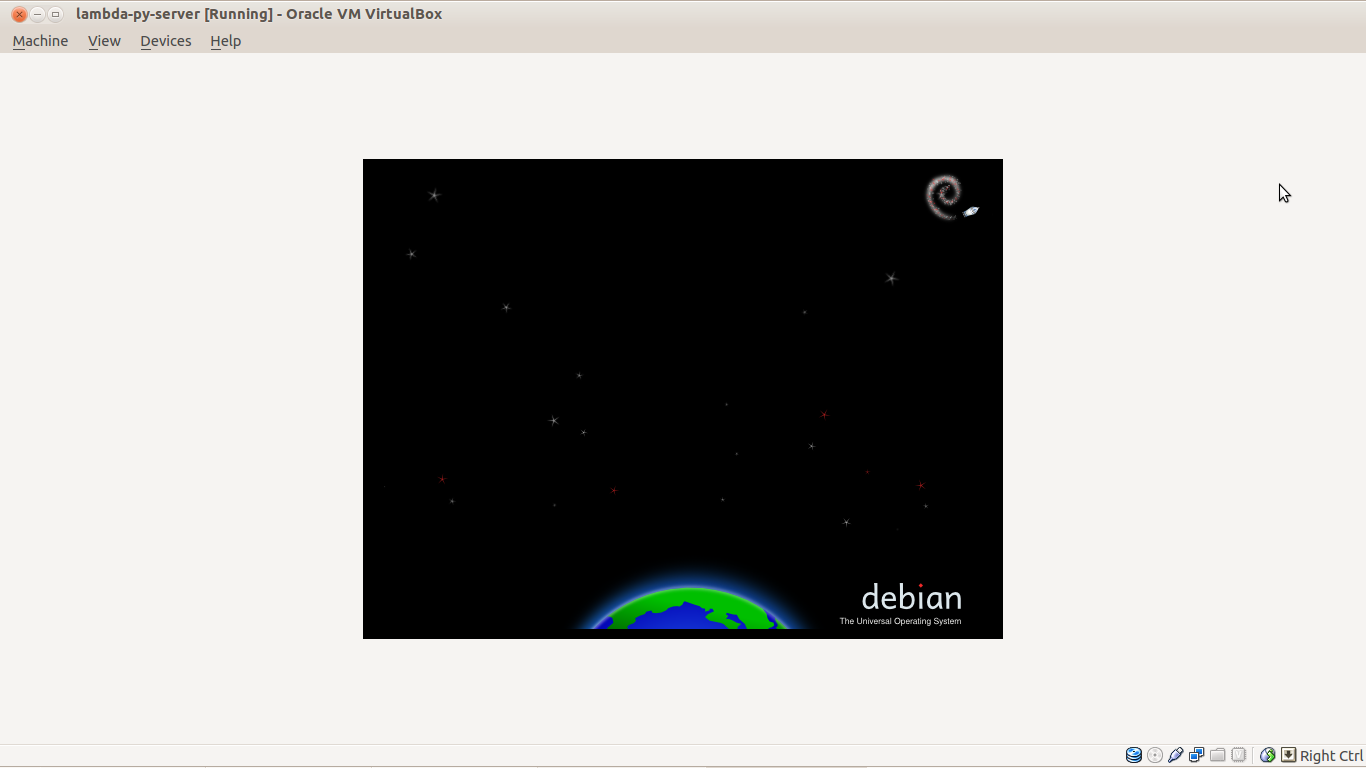 lambda-py-server [Running] - Oracle VM VirtualBox
Machine View Devices Help
debian
The Universal Operating System
Right Ctrl